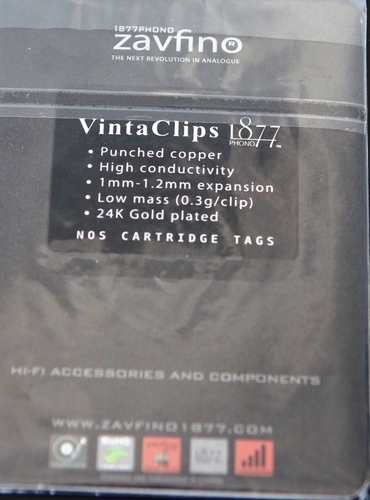 1877PHONO
zavfino®
THE NEXT REVOLUTION IN ANALOGUE
VintaClips 1877 PHONO™
• Punched copper
• High conductivity
• 1mm-1.2mm expansion
• Low mass (0.3g/clip)
• 24K Gold plated
NOS CARTRIDGE TAGS
HI-FI ACCESSORIES AND COMPONENTS
WWW.ZAVFINO1877.COM